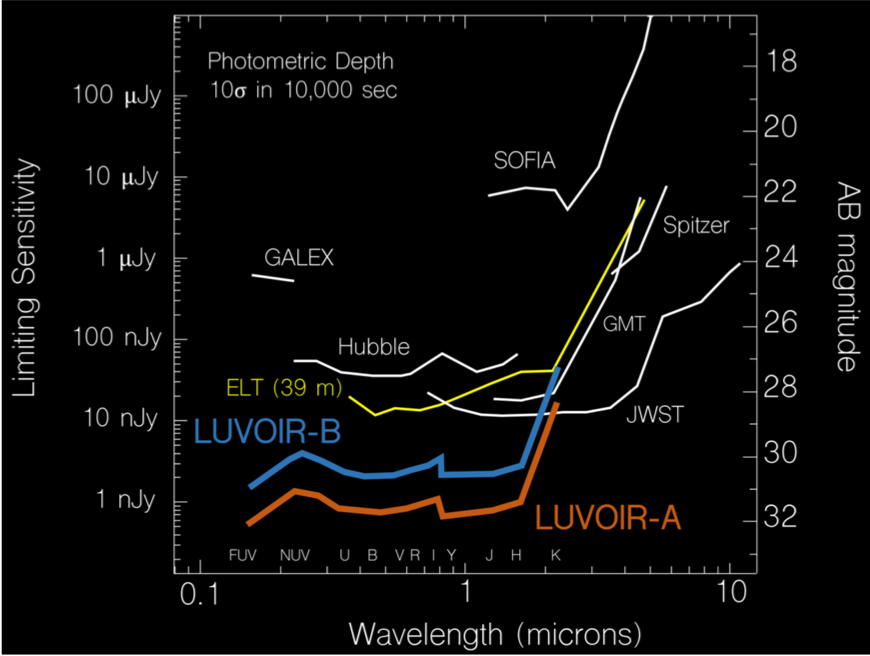 Photometric Depth
10σ in 10,000 sec
Limiting Sensitivity
100 μJy
10 μJy
1 μJy
100 nJy
10 nJy
1 nJy
AB magnitude
18
20
22
24
26
28
30
32
SOFIA
GALEX
Spitzer
Hubble
GMT
ELT (39 m)
JWST
LUVOIR-B
LUVOIR-A
FUV NUV U B V R I Y J H K
0.1 1 10
Wavelength (microns)